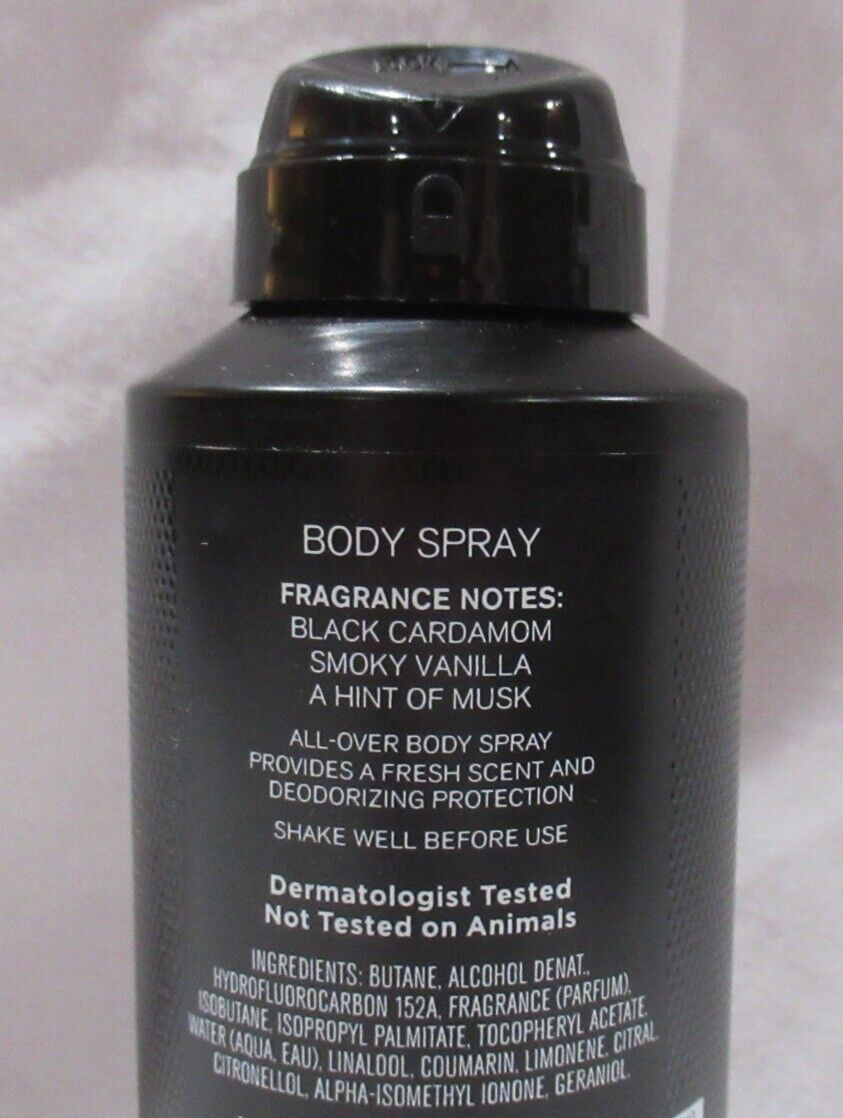 BODY SPRAY
FRAGRANCE NOTES:
BLACK CARDAMOM
SMOKY VANILLA
A HINT OF MUSK
ALL-OVER BODY SPRAY
PROVIDES A FRESH SCENT AND
DEODORIZING PROTECTION
SHAKE WELL BEFORE USE
Dermatologist Tested
Not Tested on Animals
INGREDIENTS: BUTANE, ALCOHOL DENAT.,
HYDROFLUOROCARBON 152A, FRAGRANCE (PARFUM),
ISOBUTANE, ISOPROPYL PALMITATE, TOCOPHERYL ACETATE,
WATER (AQUA, EAU), LINALOOL, COUMARIN, LIMONENE, CITRAL,
CITRONELLOL, ALPHA-ISOMETHYL IONONE, GERANIOL.